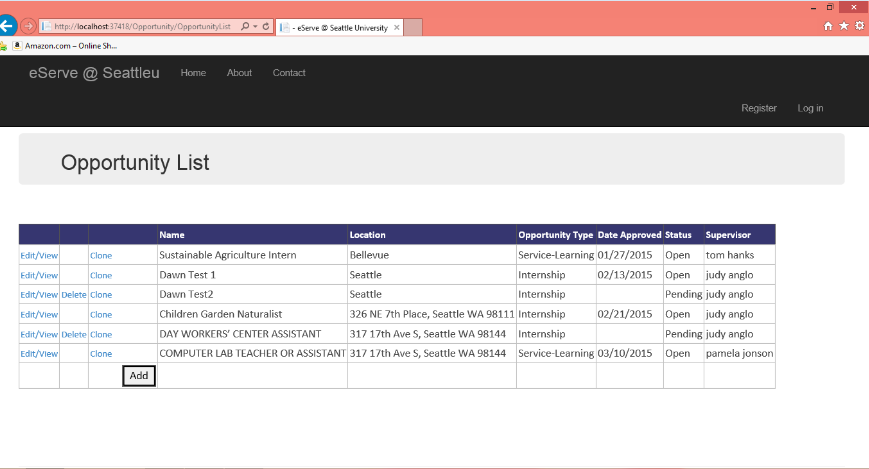 http://localhost:37418/Opportunity/OpportunityList
- eServe @ Seattle University
Amazon.com – Online Sh...
eServe @ Seattleu Home About Contact
Register Log in
Opportunity List
Name Location Opportunity Type Date Approved Status Supervisor
Edit/View Clone Sustainable Agriculture Intern Bellevue Service-Learning 01/27/2015 Open tom hanks
Edit/View Clone Dawn Test 1 Seattle Internship 02/13/2015 Open judy anglo
Edit/View Delete Clone Dawn Test2 Seattle Internship Pending judy anglo
Edit/View Clone Children Garden Naturalist 326 NE 7th Place, Seattle WA 98111 Internship 02/21/2015 Open judy anglo
Edit/View Delete Clone DAY WORKERS’ CENTER ASSISTANT 317 17th Ave S, Seattle WA 98144 Internship Pending judy anglo
Edit/View Clone COMPUTER LAB TEACHER OR ASSISTANT 317 17th Ave S, Seattle WA 98144 Service-Learning 03/10/2015 Open pamela jonson
Add